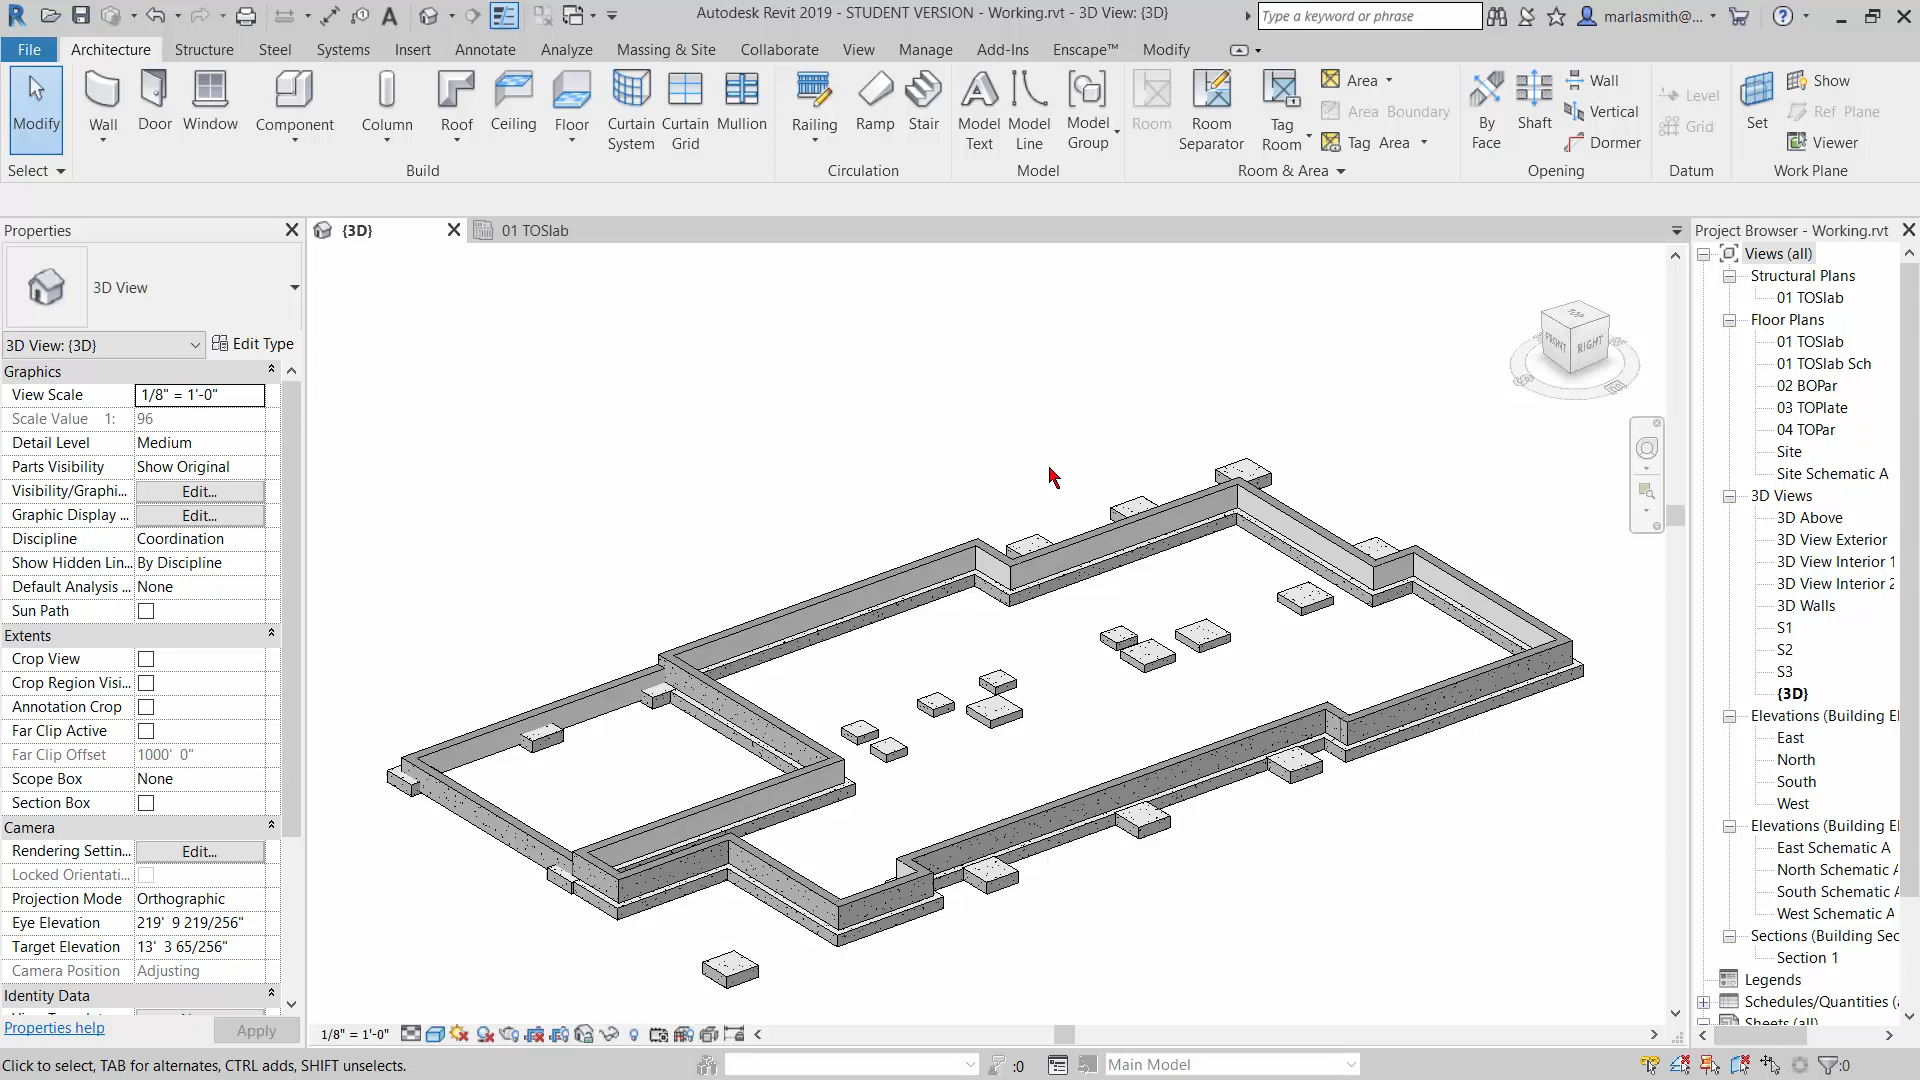 Autodesk Revit 2019 - STUDENT VERSION - Working.rvt - 3D View: {3D}
Type a keyword or phrase
marlasmith@...
File
Architecture
Structure
Steel
Systems
Insert
Annotate
Analyze
Massing & Site
Collaborate
View
Manage
Add-Ins
Enscape™
Modify
Modify
Wall
Door
Window
Component
Column
Roof
Ceiling
Floor
Curtain System
Curtain Grid
Mullion
Railing
Ramp
Stair
Model Text
Model Line
Model Group
Room
Room Separator
Tag Room
Area
Area Boundary
Tag Area
By Face
Shaft
Wall
Vertical
Dormer
Level
Grid
Set
Show
Ref Plane
Viewer
Select
Build
Circulation
Model
Room & Area
Opening
Datum
Work Plane
Properties
3D View
3D View: {3D}
Edit Type
Graphics
View Scale 1/8" = 1'-0"
Scale Value 1: 96
Detail Level Medium
Parts Visibility Show Original
Visibility/Graphi... Edit...
Graphic Display ... Edit...
Discipline Coordination
Show Hidden Lin... By Discipline
Default Analysis ... None
Sun Path
Extents
Crop View
Crop Region Visi...
Annotation Crop
Far Clip Active
Far Clip Offset 1000' 0"
Scope Box None
Section Box
Camera
Rendering Settin... Edit...
Locked Orientati...
Projection Mode Orthographic
Eye Elevation 219' 9 219/256"
Target Elevation 13' 3 65/256"
Camera Position Adjusting
Identity Data
Properties help
Apply
{3D}
01 TOSlab
TOP
FRONT
RIGHT
1/8" = 1'-0"
Project Browser - Working.rvt
Views (all)
Structural Plans
01 TOSlab
Floor Plans
01 TOSlab
01 TOSlab Sch
02 BOPar
03 TOPlate
04 TOPar
Site
Site Schematic A
3D Views
3D Above
3D View Exterior
3D View Interior 1
3D View Interior 2
3D Walls
S1
S2
S3
{3D}
Elevations (Building El
East
North
South
West
Elevations (Building El
East Schematic A
North Schematic A
South Schematic A
West Schematic A
Sections (Building Sec
Section 1
Legends
Schedules/Quantities (a
Sheets (all)
Click to select, TAB for alternates, CTRL adds, SHIFT unselects.
:0
Main Model
:0